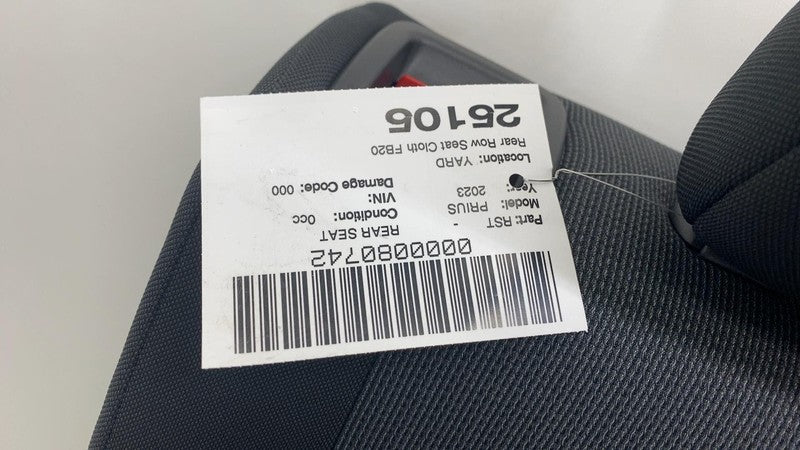 0000080742
Part: RST - REAR SEAT
Model: PRIUS Condition: 0cc
Year: 2023 VIN:
Damage Code: 000
Location: YARD
Rear Row Seat Cloth FB20
25105